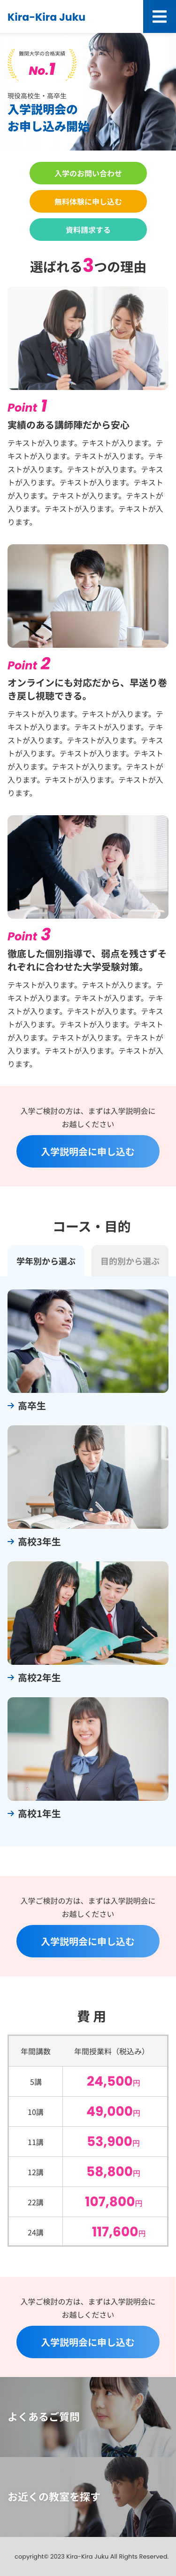 Kira-Kira Juku
難関大学の合格実績
No.1
現役高校生・高卒生
入学説明会の
お申し込み開始
入学のお問い合わせ
無料体験に申し込む
資料請求する
選ばれる3つの理由
Point 1
実績のある講師陣だから安心
テキストが入ります。テキストが入ります。テ
キストが入ります。テキストが入ります。テキ
ストが入ります。テキストが入ります。テキス
トが入ります。テキストが入ります。テキスト
が入ります。テキストが入ります。テキストが
入ります。テキストが入ります。テキストが入
ります。
Point 2
オンラインにも対応だから、早送り巻
き戻し視聴できる。
テキストが入ります。テキストが入ります。テ
キストが入ります。テキストが入ります。テキ
ストが入ります。テキストが入ります。テキス
トが入ります。テキストが入ります。テキスト
が入ります。テキストが入ります。テキストが
入ります。テキストが入ります。テキストが入
ります。
Point 3
徹底した個別指導で、弱点を残さずそ
れぞれに合わせた大学受験対策。
テキストが入ります。テキストが入ります。テ
キストが入ります。テキストが入ります。テキ
ストが入ります。テキストが入ります。テキス
トが入ります。テキストが入ります。テキスト
が入ります。テキストが入ります。テキストが
入ります。テキストが入ります。テキストが入
ります。
入学ご検討の方は、まずは入学説明会に
お越しください
入学説明会に申し込む
コース・目的
学年別から選ぶ
目的別から選ぶ
高卒生
高校3年生
高校2年生
高校1年生
入学ご検討の方は、まずは入学説明会に
お越しください
入学説明会に申し込む
費 用
年間講数 年間授業料（税込み）
5講 24,500円
10講 49,000円
11講 53,900円
12講 58,800円
22講 107,800円
24講 117,600円
入学ご検討の方は、まずは入学説明会に
お越しください
入学説明会に申し込む
よくあるご質問
お近くの教室を探す
copyright© 2023 Kira-Kira Juku All Rights Reserved.